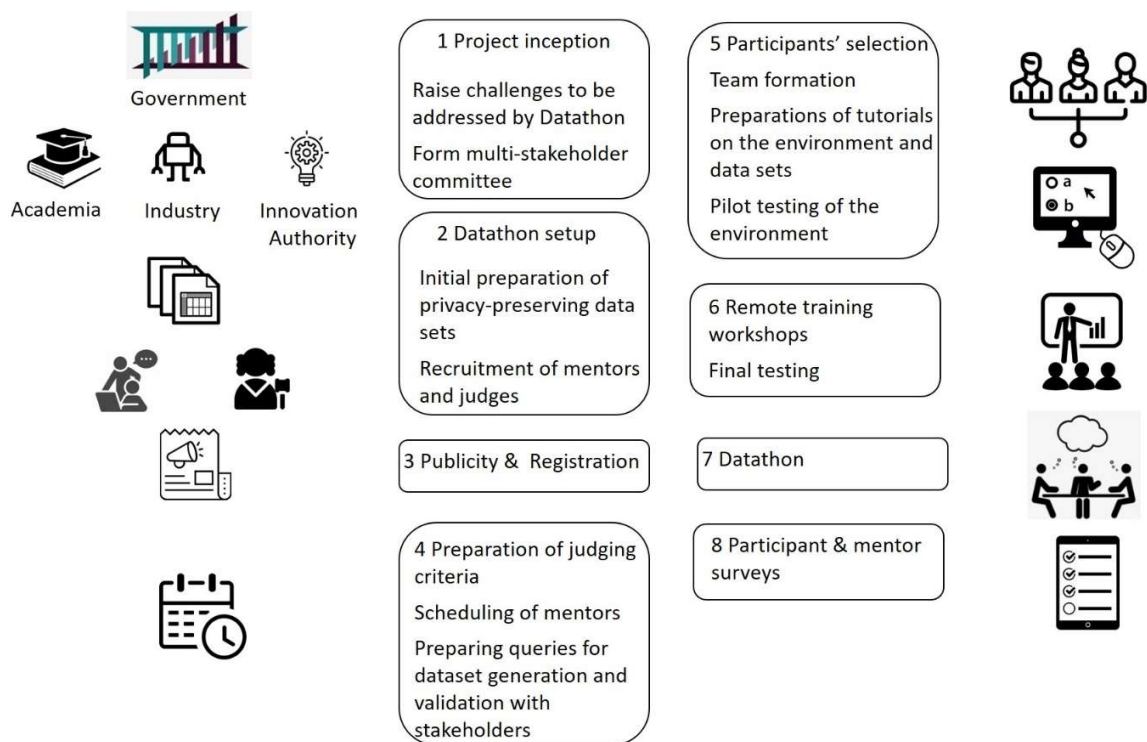 Government
Academia
Industry
Innovation
Authority
1 Project inception
Raise challenges to be
addressed by Datathon
Form multi-stakeholder
committee
2 Datathon setup
Initial preparation of
privacy-preserving data
sets
Recruitment of mentors
and judges
3 Publicity & Registration
4 Preparation of judging
criteria
Scheduling of mentors
Preparing queries for
dataset generation and
validation with
stakeholders
5 Participants’ selection
Team formation
Preparations of tutorials
on the environment and
data sets
Pilot testing of the
environment
6 Remote training
workshops
Final testing
7 Datathon
8 Participant & mentor
surveys
a
b